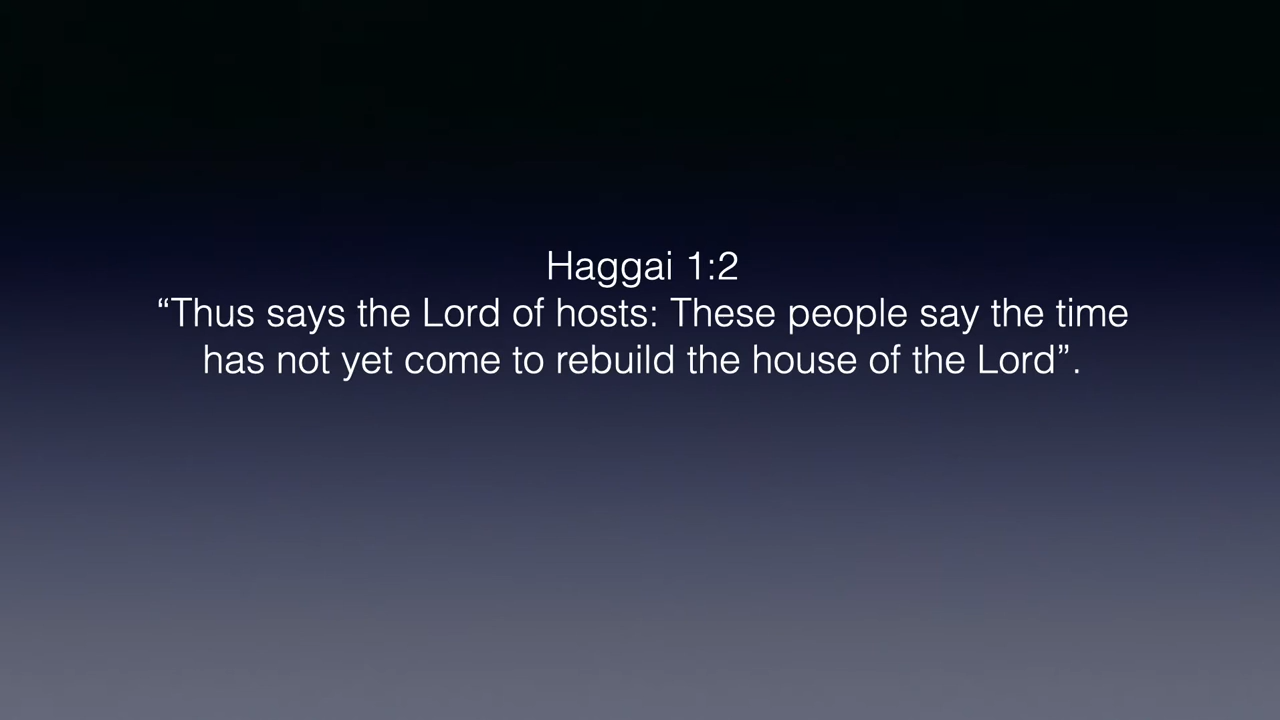 Haggai 1:2
“Thus says the Lord of hosts: These people say the time
has not yet come to rebuild the house of the Lord”.